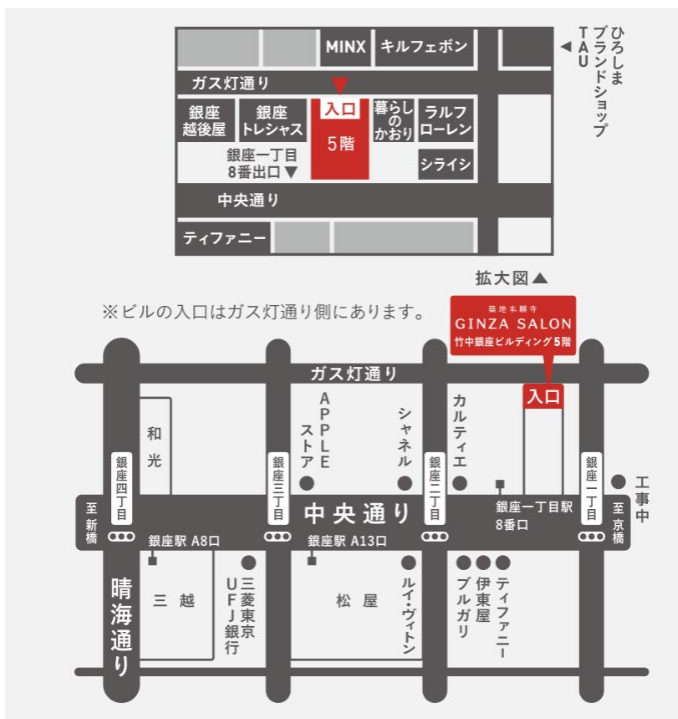 MINX
キルフェボン
ひろしま
ブランドショップ
TAU
ガス灯通り
銀座
越後屋
銀座
トレシャス
入口
5階
暮らし
の
かおり
ラルフ
ローレン
銀座一丁目
8番出口▼
シライシ
中央通り
ティファニー
拡大図▲
※ビルの入口はガス灯通り側にあります。
築地本願寺
GINZA SALON
竹中銀座ビルディング5階
ガス灯通り
入口
和光
APPLE
ストア
シャネル
カルティエ
銀座四丁目
銀座三丁目
銀座二丁目
銀座一丁目
工事中
至新橋
中央通り
銀座一丁目駅
8番口
至京橋
銀座駅 A8口
銀座駅 A13口
晴海通り
三越
三菱東京
UFJ銀行
松屋
ルイ・ヴィトン
ブルガリ
伊東屋
ティファニー